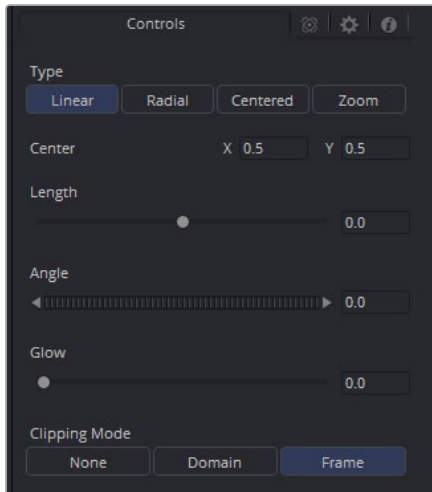 Controls
Type
Linear Radial Centered Zoom
Center X 0.5 Y 0.5
Length
0.0
Angle
0.0
Glow
0.0
Clipping Mode
None Domain Frame